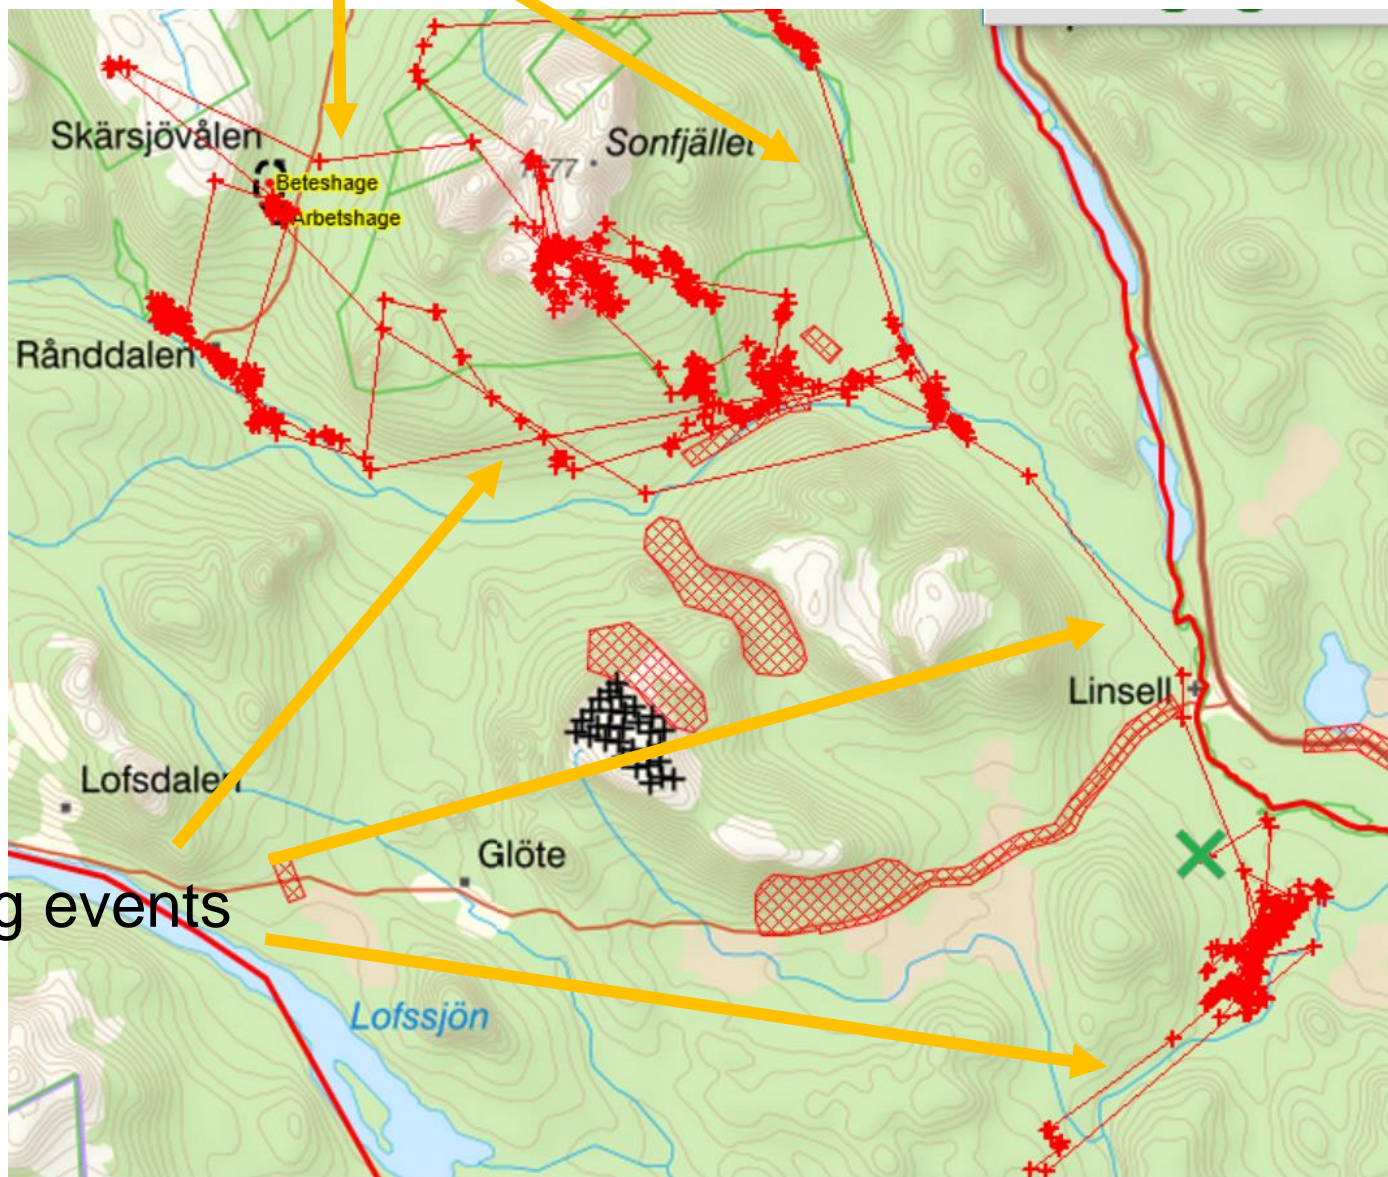 Skärsjövålen
Sonfjället
Beteshage
Arbetshage
Rånddalen
Linsell
Lofsdalen
Glöte
g events
Lofssjön